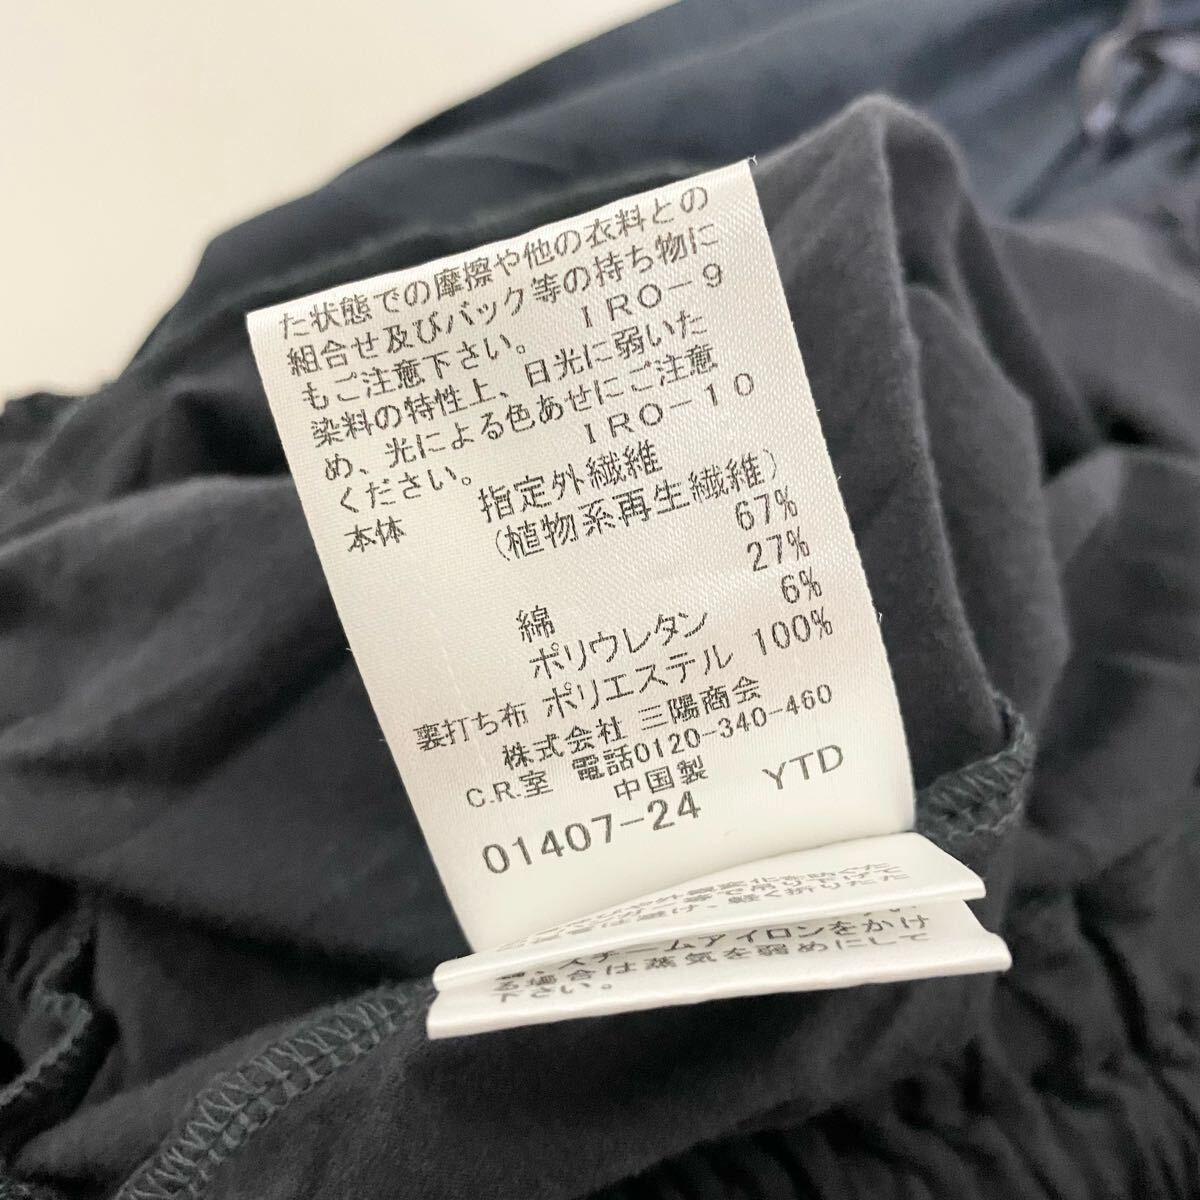 た状態での摩擦や他の衣料との
組合せ及びバック等の持ち物に
もご注意下さい。 IRO-9
染料の特性上、日光に弱いた
め、光による色あせにご注意
ください。 IRO-10
本体 指定外繊維
(植物系再生繊維)
67%
綿 27%
ポリウレタン 6%
裏打ち布 ポリエステル 100%
株式会社 三陽商会
C.R.室 電話0120-340-460
中国製
01407-24 YTD
軽く折りたた
スチームアイロンをかけ
る場合は蒸気を弱めにして
下さい。